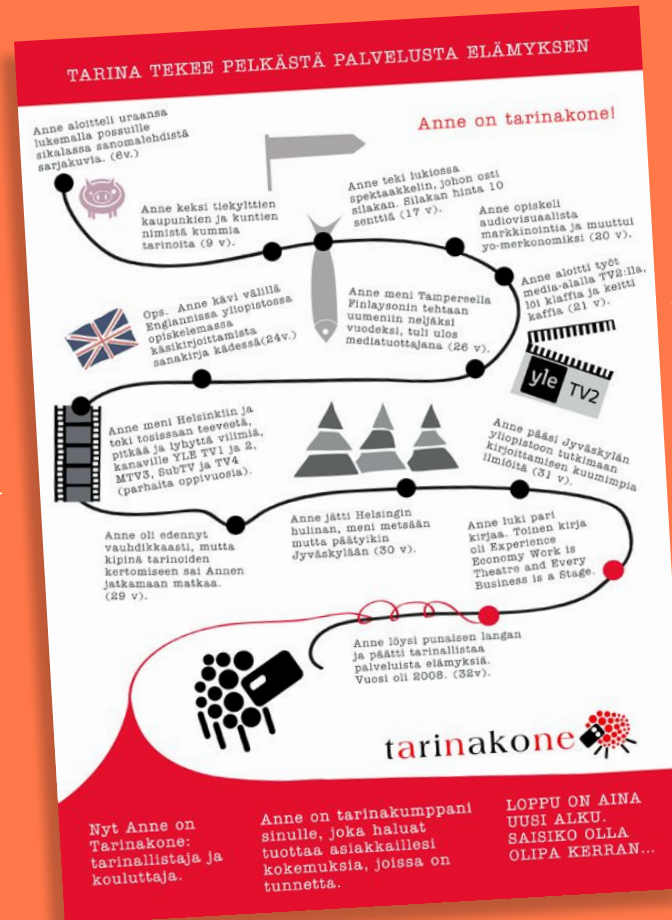 TARINA TEKEE PELKÄSTÄ PALVELUSTA ELÄMYKSEN
Anne on tarinakone!
Anne aloitteli uraansa
lukemalla possuille
sikalassa sanomalehdistä
sarjakuvia. (6v.)
Anne keksi tiekylttien
kaupunkien ja kuntien
nimistä kummia
tarinoita (9 v).
Anne teki lukiossa
spektaakkelin, johon osti
silakan. Silakan hinta 10
senttiä (17 v).
Anne opiskeli
audiovisuaalista
markkinointia ja muuttui
yo-merkonomiksi (20 v).
Anne aloitti työt
media-alalla TV2:lla,
löi klaffia ja keitti
kaffia (21 v).
yle TV2
Anne meni Tampereella
Finlaysonin tehtaan
uumeniin neljäksi
vuodeksi, tuli ulos
mediatuottajana (26 v).
Ops. Anne kävi välillä
Englannissa yliopistossa
opiskelemassa
käsikirjoittamista
sanakirja kädessä(24v.)
Anne meni Helsinkiin ja
teki tosissaan teeveetä,
pitkää ja lyhyttä vilimiä,
kanaville YLE TV1 ja 2,
MTV3, SubTV ja TV4
(parhaita oppivuosia).
Anne oli edennyt
vauhdikkaasti, mutta
kipinä tarinoiden
kertomiseen sai Annen
jatkamaan matkaa.
(29 v).
Anne jätti Helsingin
hulinan, meni metsään
mutta päätyikin
Jyväskylään (30 v).
Anne pääsi Jyväskylän
yliopistoon tutkimaan
kirjoittamisen kuumimpia
ilmiöitä (31 v).
Anne luki pari
kirjaa. Toinen kirja
oli Experience
Economy Work is
Theatre and Every
Business is a Stage.
Anne löysi punaisen langan
ja päätti tarinallistaa
palveluista elämyksiä.
Vuosi oli 2008. (32v).
tarinakone
Nyt Anne on
Tarinakone:
tarinallistaja ja
kouluttaja.
Anne on tarinakumppani
sinulle, joka haluat
tuottaa asiakkaillesi
kokemuksia, joissa on
tunnetta.
LOPPU ON AINA
UUSI ALKU.
SAISIKO OLLA
OLIPA KERRAN...